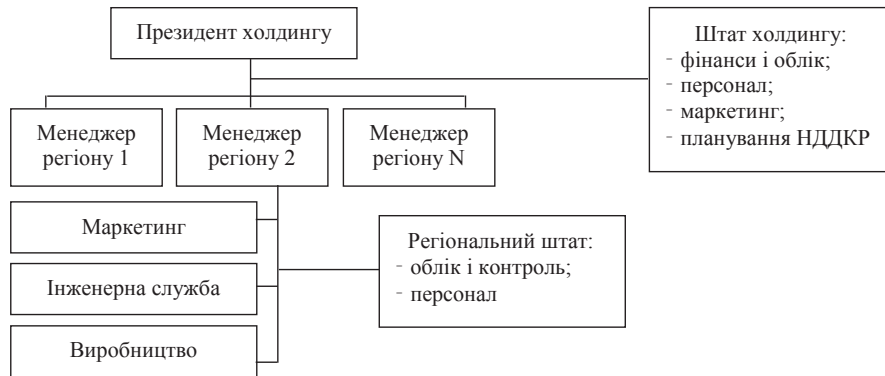 Президент холдингу
Штат холдингу:
- фінанси і облік;
- персонал;
- маркетинг;
- планування НДДКР
Менеджер
регіону 1
Менеджер
регіону 2
Менеджер
регіону N
Маркетинг
Інженерна служба
Виробництво
Регіональний штат:
- облік і контроль;
- персонал